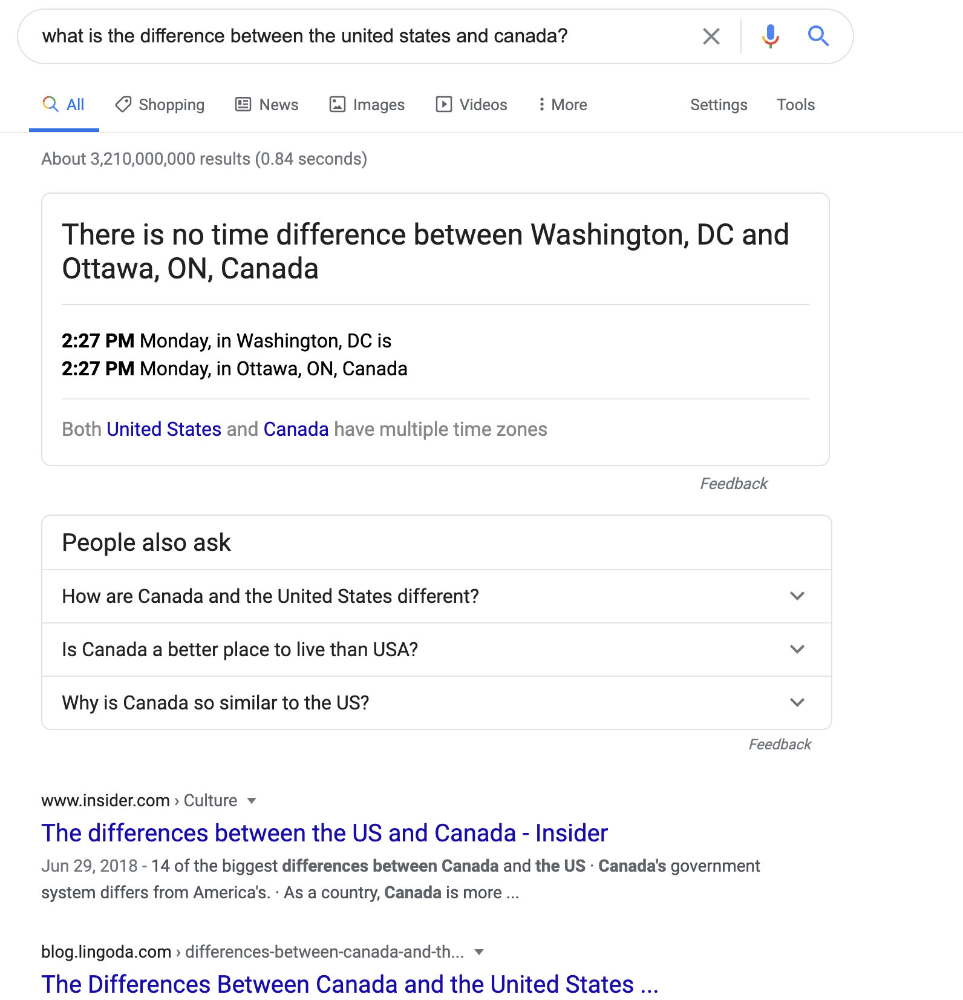 what is the difference between the united states and canada?
All Shopping News Images Videos More Settings Tools
About 3,210,000,000 results (0.84 seconds)
There is no time difference between Washington, DC and
Ottawa, ON, Canada
2:27 PM Monday, in Washington, DC is
2:27 PM Monday, in Ottawa, ON, Canada
Both United States and Canada have multiple time zones
Feedback
People also ask
How are Canada and the United States different?
Is Canada a better place to live than USA?
Why is Canada so similar to the US?
Feedback
www.insider.com › Culture
The differences between the US and Canada - Insider
Jun 29, 2018 - 14 of the biggest differences between Canada and the US · Canada's government
system differs from America's. · As a country, Canada is more ...
blog.lingoda.com › differences-between-canada-and-th...
The Differences Between Canada and the United States ...